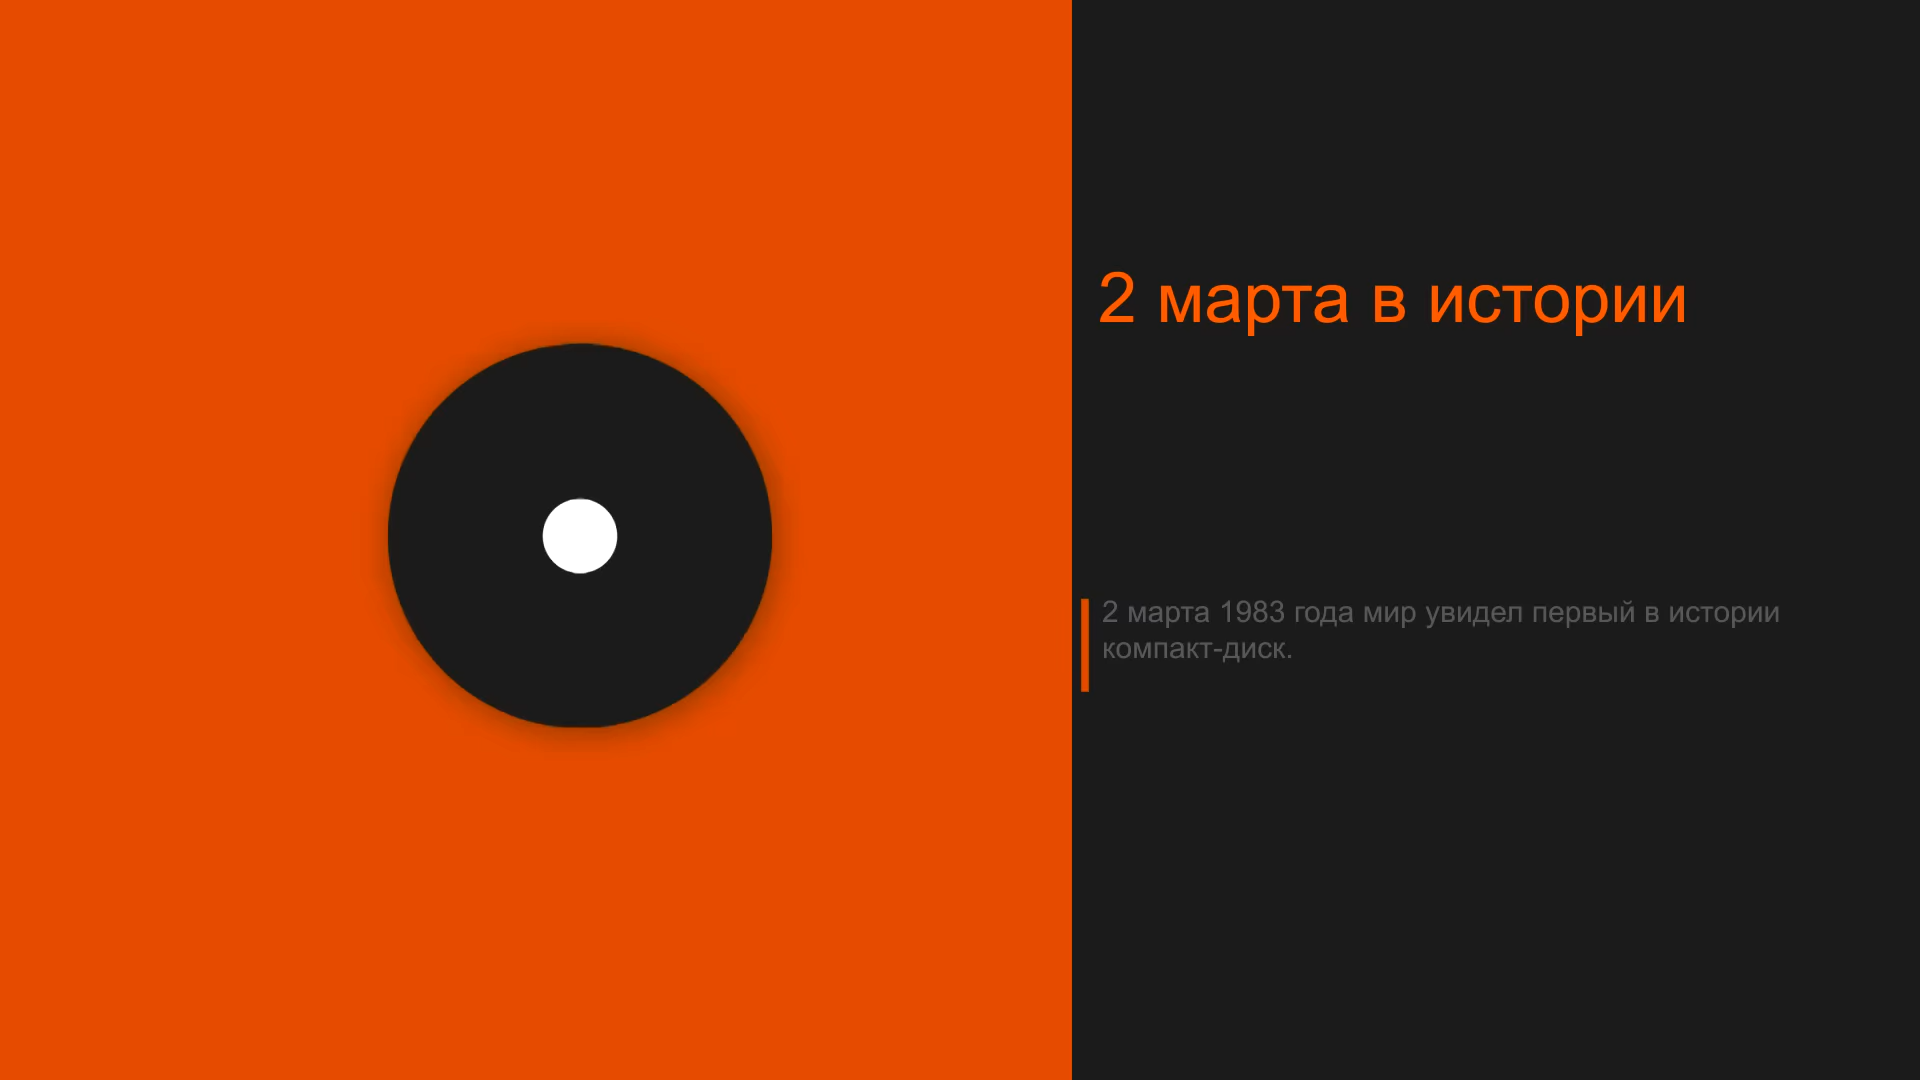 2 марта в истории
2 марта 1983 года мир увидел первый в истории
компакт-диск.